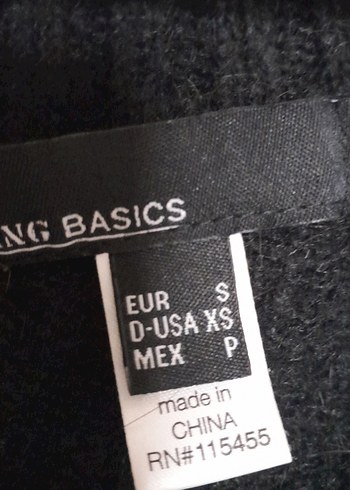 NG BASICS
EUR S
D-USA XS
MEX P
made in
CHINA
RN#115455